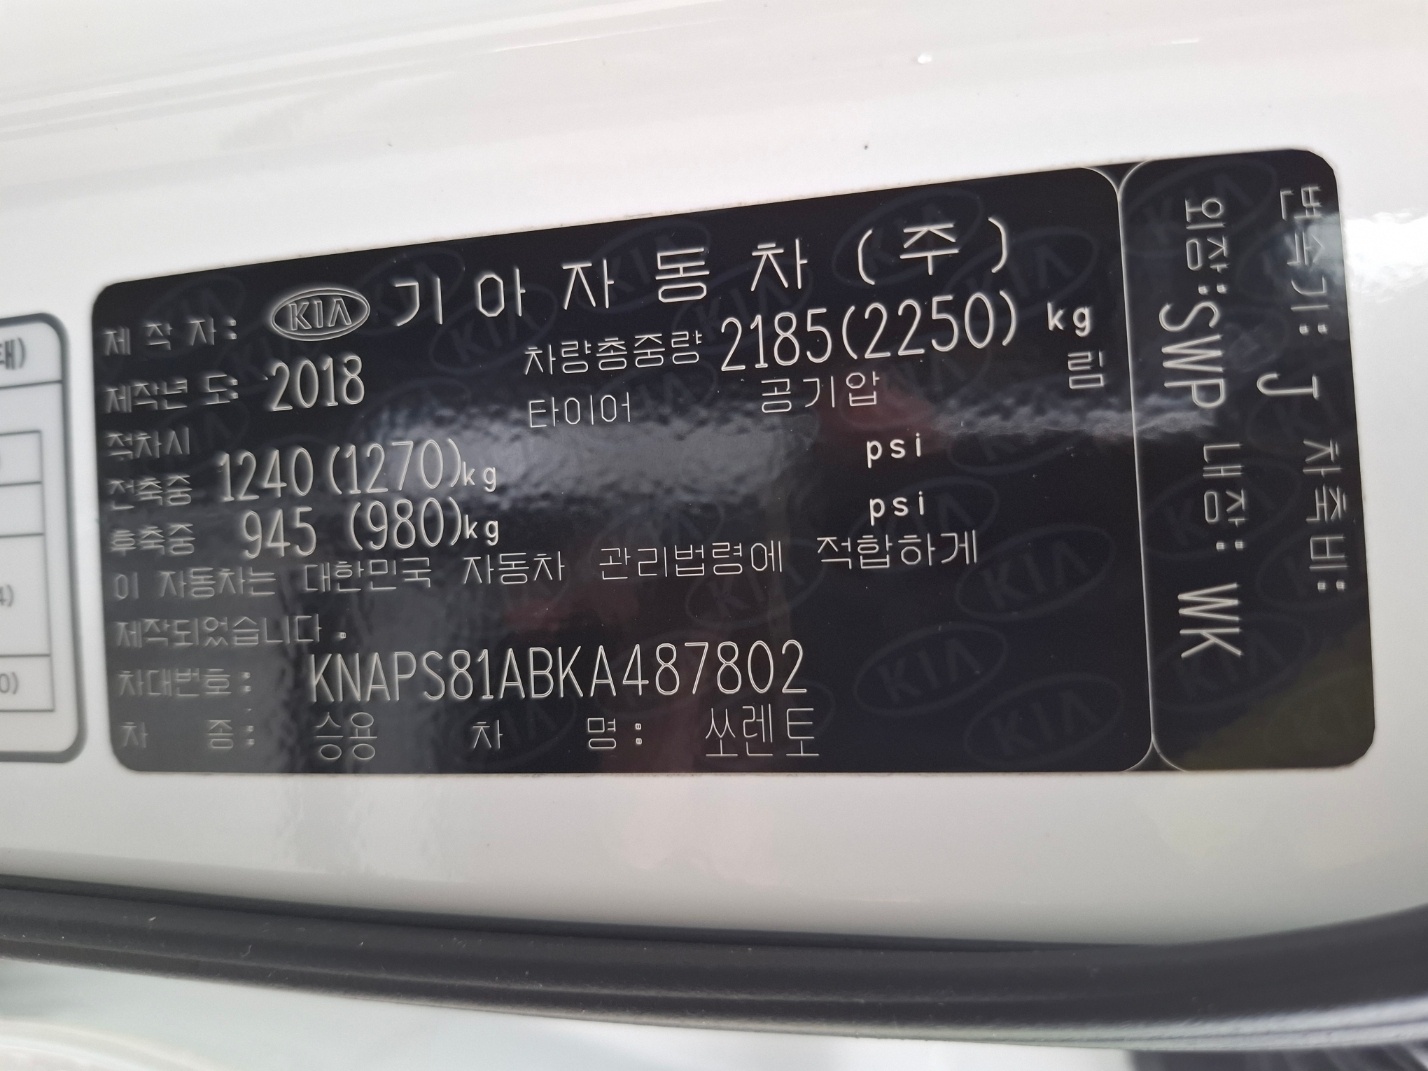 제 작 자: KIA 기 아 자 동 차 (주)
제작년 도: 2018 차량총중량 2185(2250) kg
타이어 공기압 림
적차시
전축중 1240(1270)kg psi
후축중 945 (980)kg psi
이 자동차는 대한민국 자동차 관리법령에 적합하게
제작되었습니다.
차대번호: KNAPS81ABKA487802
차 종: 승용 차 명: 쏘렌토
변속기: J 차축비:
외장:SWP 내장: WK